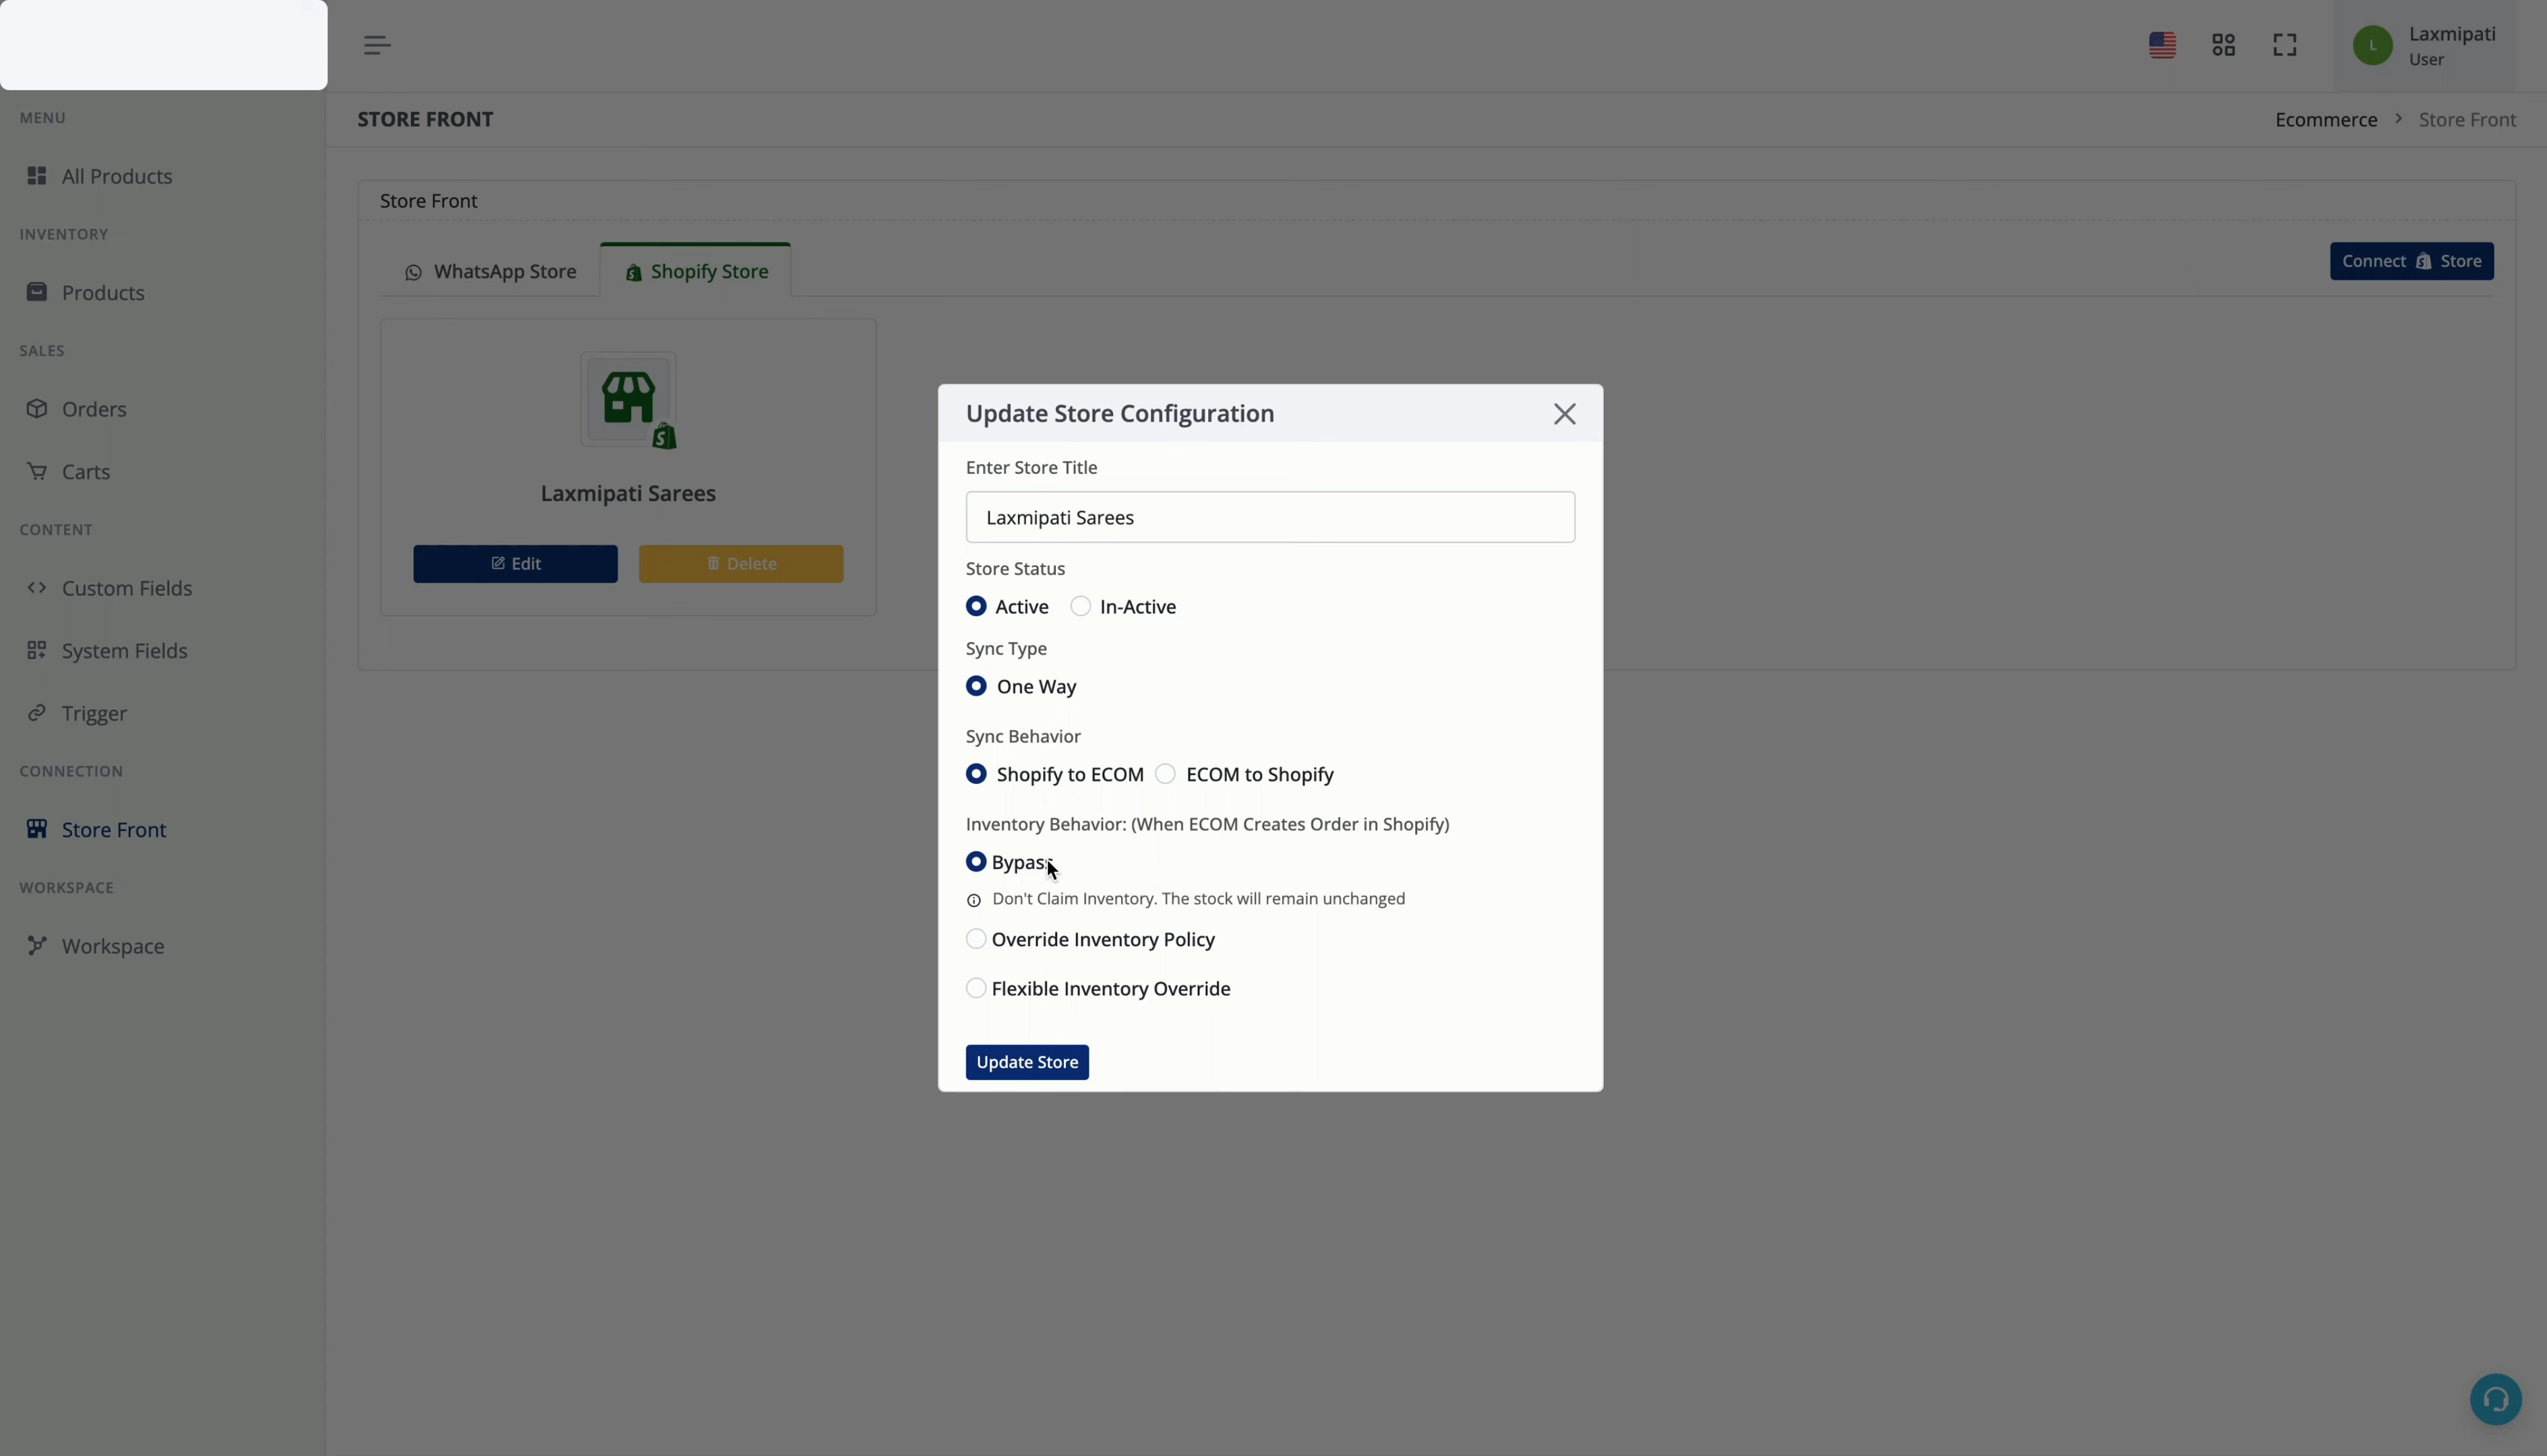 L
Laxmipati
User
MENU
STORE FRONT
Ecommerce > Store Front
All Products
Store Front
INVENTORY
WhatsApp Store
Shopify Store
Connect Store
Products
SALES
Orders
Update Store Configuration
Enter Store Title
Carts
Laxmipati Sarees
Laxmipati Sarees
CONTENT
Edit
Delete
Store Status
Custom Fields
Active
In-Active
System Fields
Sync Type
One Way
Trigger
Sync Behavior
CONNECTION
Shopify to ECOM
ECOM to Shopify
Store Front
Inventory Behavior: (When ECOM Creates Order in Shopify)
Bypass
WORKSPACE
Don't Claim Inventory. The stock will remain unchanged
Workspace
Override Inventory Policy
Flexible Inventory Override
Update Store